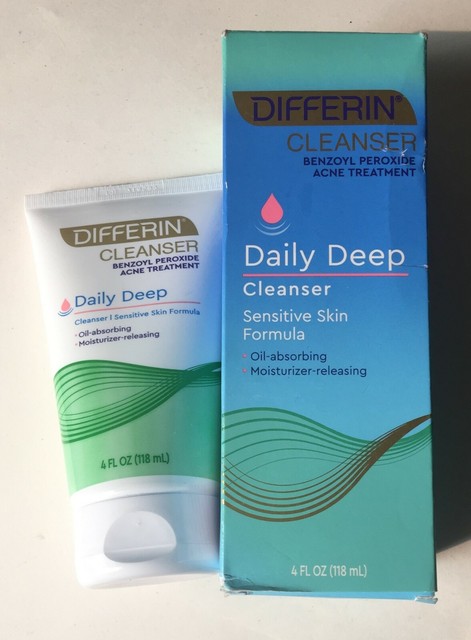 DIFFERIN®
CLEANSER
BENZOYL PEROXIDE
ACNE TREATMENT
Daily Deep
Cleanser | Sensitive Skin Formula
· Oil-absorbing
· Moisturizer-releasing
4 FL OZ (118 mL)
DIFFERIN®
CLEANSER
BENZOYL PEROXIDE
ACNE TREATMENT
Daily Deep
Cleanser
Sensitive Skin
Formula
· Oil-absorbing
· Moisturizer-releasing
4 FL OZ (118 mL)